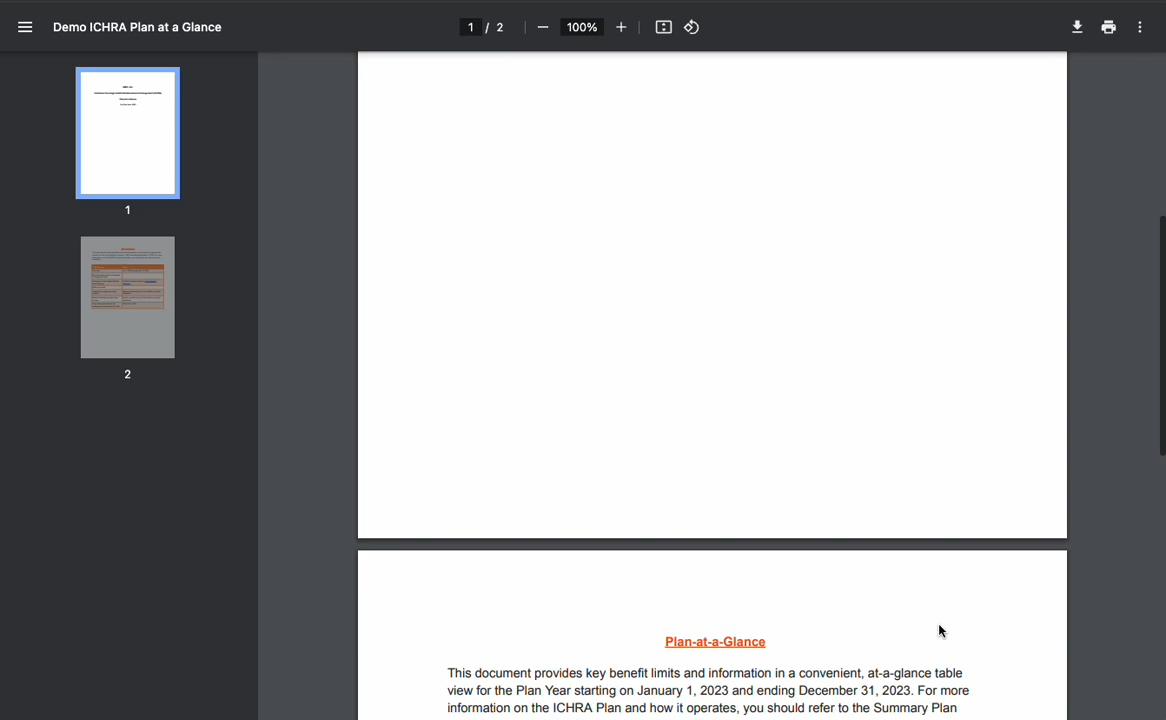 Demo ICHRA Plan at a Glance
1 / 2
100%
1
2
Plan-at-a-Glance
This document provides key benefit limits and information in a convenient, at-a-glance table
view for the Plan Year starting on January 1, 2023 and ending December 31, 2023. For more
information on the ICHRA Plan and how it operates, you should refer to the Summary Plan